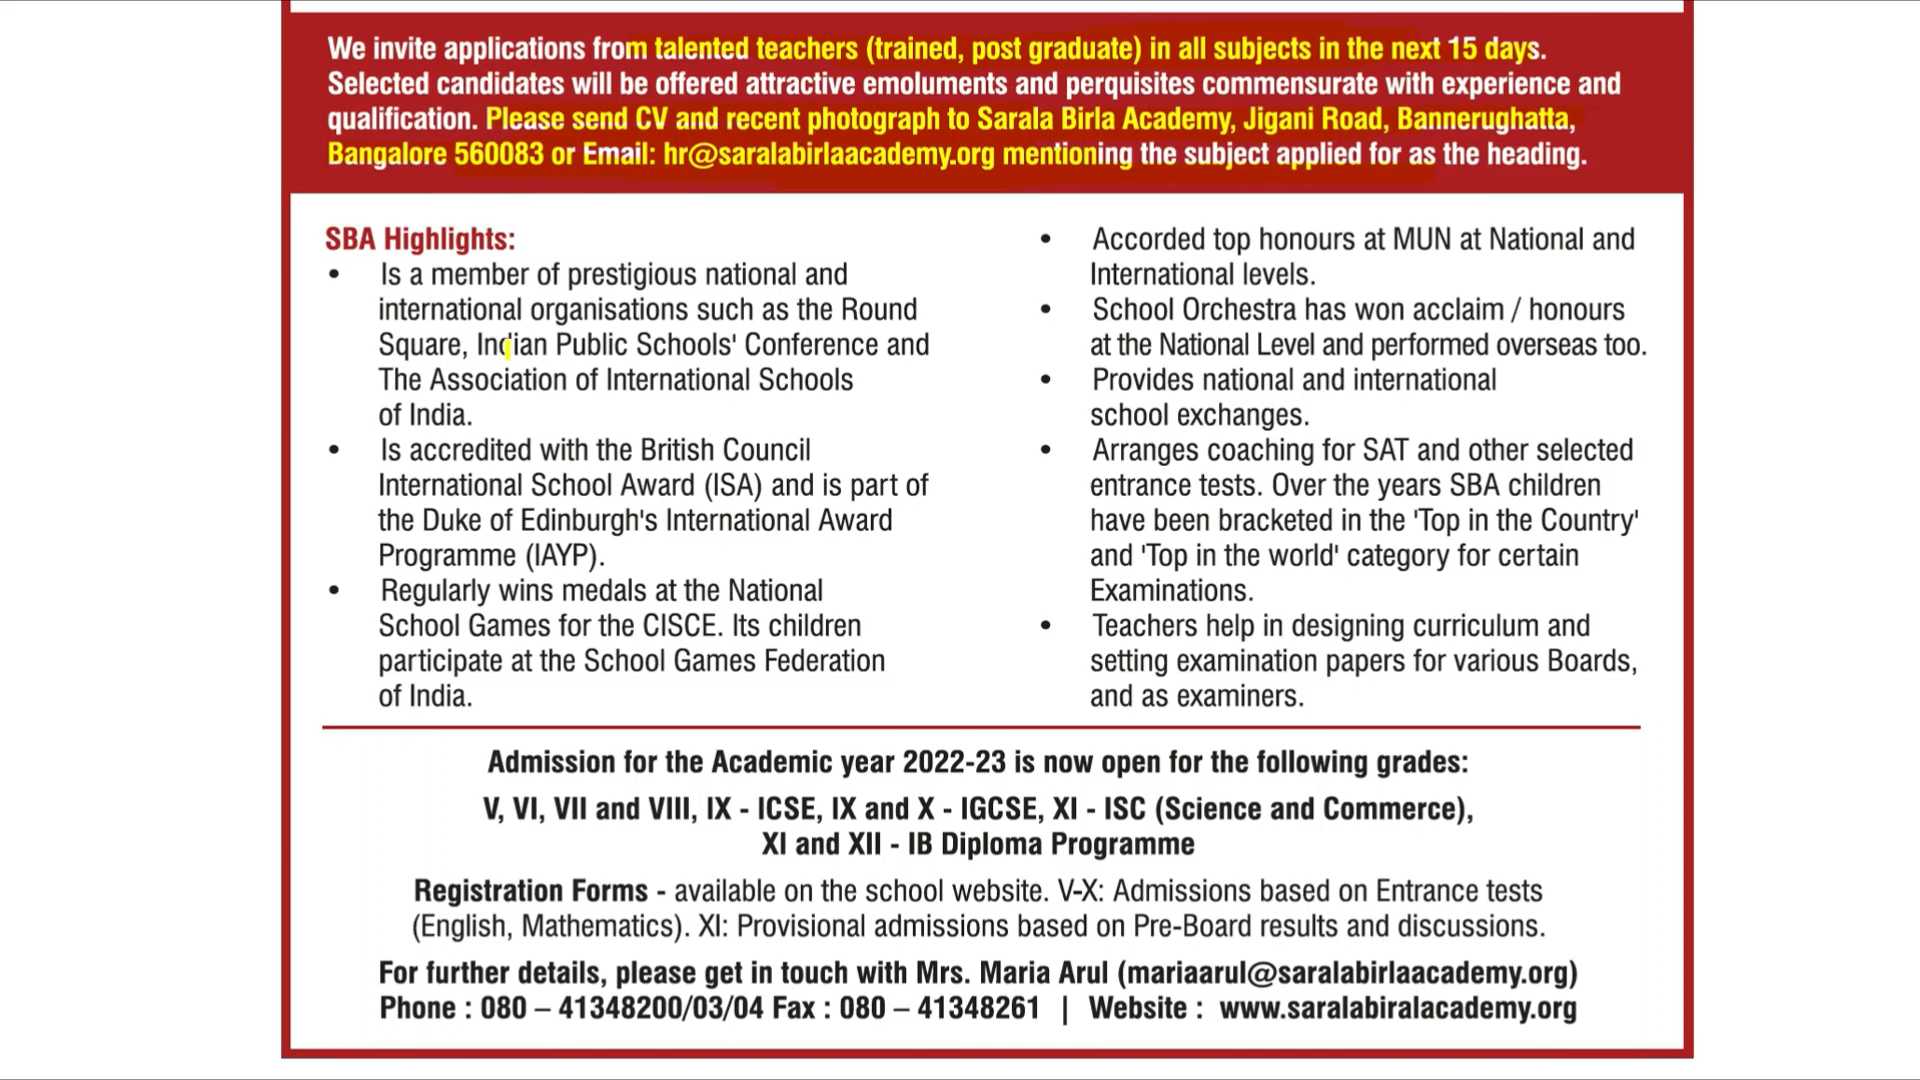 We invite applications from talented teachers (trained, post graduate) in all subjects in the next 15 days.
Selected candidates will be offered attractive emoluments and perquisites commensurate with experience and
qualification. Please send CV and recent photograph to Sarala Birla Academy, Jigani Road, Bannerughatta,
Bangalore 560083 or Email: hr@saralabirlaacademy.org mentioning the subject applied for as the heading.
SBA Highlights:
• Is a member of prestigious national and
international organisations such as the Round
Square, Indian Public Schools' Conference and
The Association of International Schools
of India.
• Is accredited with the British Council
International School Award (ISA) and is part of
the Duke of Edinburgh's International Award
Programme (IAYP).
• Regularly wins medals at the National
School Games for the CISCE. Its children
participate at the School Games Federation
of India.
• Accorded top honours at MUN at National and
International levels.
• School Orchestra has won acclaim / honours
at the National Level and performed overseas too.
• Provides national and international
school exchanges.
• Arranges coaching for SAT and other selected
entrance tests. Over the years SBA children
have been bracketed in the 'Top in the Country'
and 'Top in the world' category for certain
Examinations.
• Teachers help in designing curriculum and
setting examination papers for various Boards,
and as examiners.
Admission for the Academic year 2022-23 is now open for the following grades:
V, VI, VII and VIII, IX - ICSE, IX and X - IGCSE, XI - ISC (Science and Commerce),
XI and XII - IB Diploma Programme
Registration Forms - available on the school website. V-X: Admissions based on Entrance tests
(English, Mathematics). XI: Provisional admissions based on Pre-Board results and discussions.
For further details, please get in touch with Mrs. Maria Arul (mariaarul@saralabirlaacademy.org)
Phone : 080 – 41348200/03/04 Fax : 080 – 41348261 | Website : www.saralabiralacademy.org